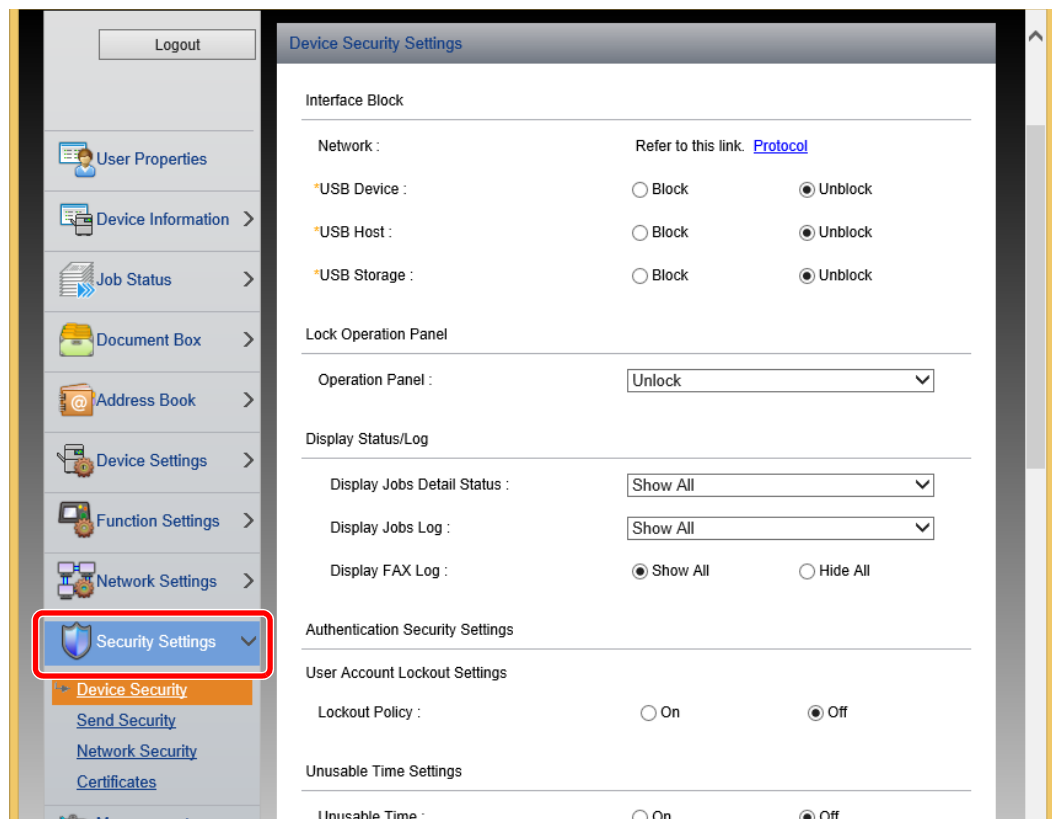 Logout
User Properties
Device Information
Job Status
Document Box
Address Book
Device Settings
Function Settings
Network Settings
Security Settings
Device Security
Send Security
Network Security
Certificates
Device Security Settings
Interface Block
Network : Refer to this link. Protocol
*USB Device : Block Unblock
*USB Host : Block Unblock
*USB Storage : Block Unblock
Lock Operation Panel
Operation Panel : Unlock
Display Status/Log
Display Jobs Detail Status : Show All
Display Jobs Log : Show All
Display FAX Log : Show All Hide All
Authentication Security Settings
User Account Lockout Settings
Lockout Policy : On Off
Unusable Time Settings
Unusable Time : On Off